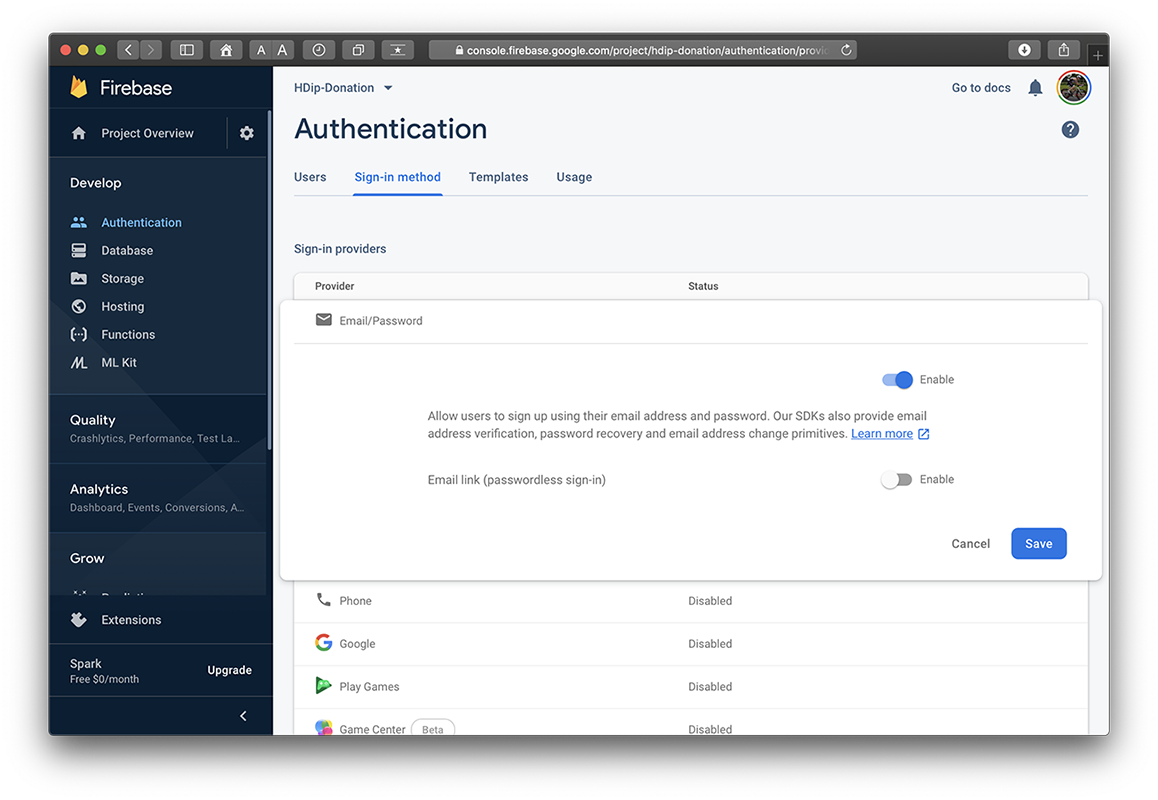 A A
console.firebase.google.com/project/hdip-donation/authentication/provid
Firebase
Project Overview
Develop
Authentication
Database
Storage
Hosting
Functions
ML Kit
Quality
Crashlytics, Performance, Test La...
Analytics
Dashboard, Events, Conversions, A...
Grow
Extensions
Spark
Free $0/month
Upgrade
HDip-Donation
Go to docs
Authentication
Users Sign-in method Templates Usage
Sign-in providers
Provider Status
Email/Password
Enable
Allow users to sign up using their email address and password. Our SDKs also provide email
address verification, password recovery and email address change primitives. Learn more
Email link (passwordless sign-in) Enable
Cancel Save
Phone Disabled
Google Disabled
Play Games Disabled
Game Center Beta Disabled